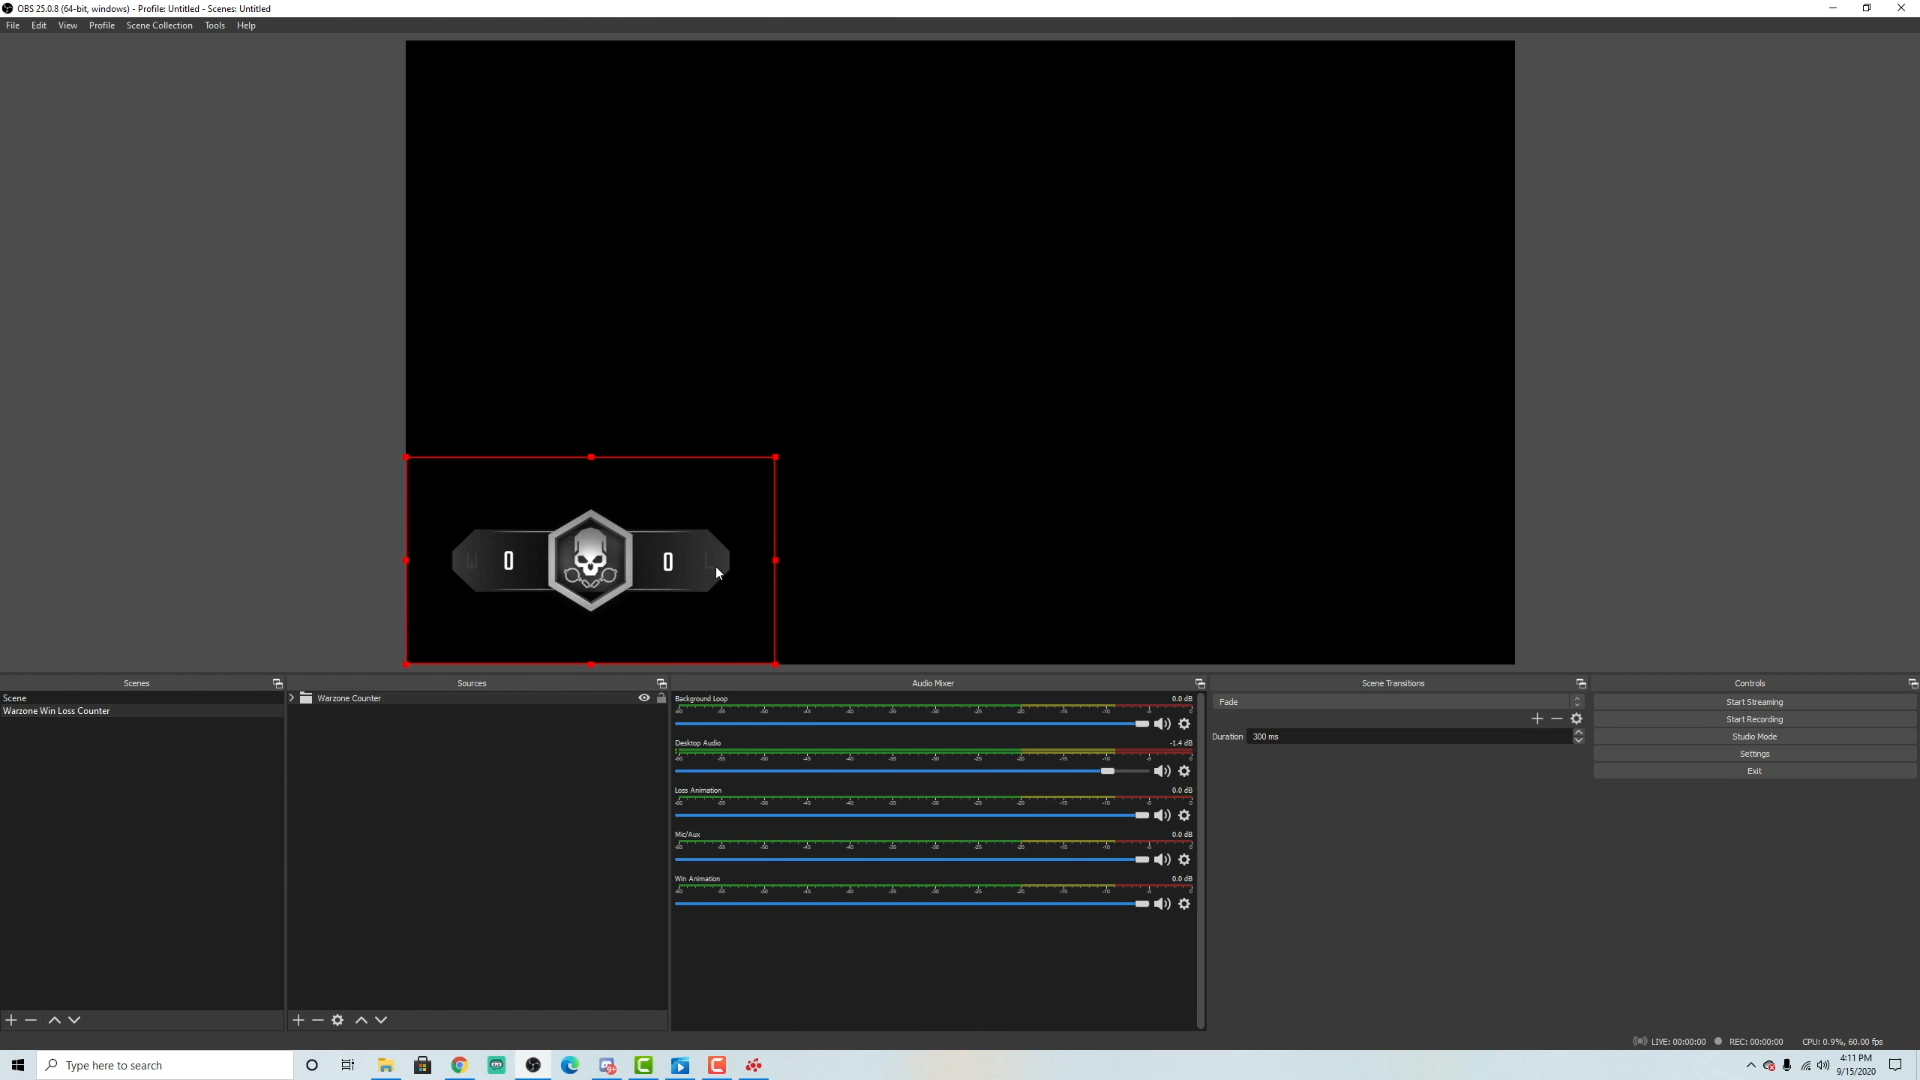 OBS 25.0.8 (64-bit, windows) - Profile: Untitled - Scenes: Untitled
File Edit View Profile Scene Collection Tools Help
W 0 0 L
Scenes
Scene
Warzone Win Loss Counter
Sources
Warzone Counter
Audio Mixer
Background Loop 0.0 dB
Desktop Audio -1.4 dB
Loss Animation 0.0 dB
Mic/Aux 0.0 dB
Win Animation 0.0 dB
Scene Transitions
Fade
Duration 300 ms
Controls
Start Streaming
Start Recording
Studio Mode
Settings
Exit
LIVE: 00:00:00 REC: 00:00:00 CPU: 0.9%, 60.00 fps
Type here to search
4:11 PM
9/15/2020